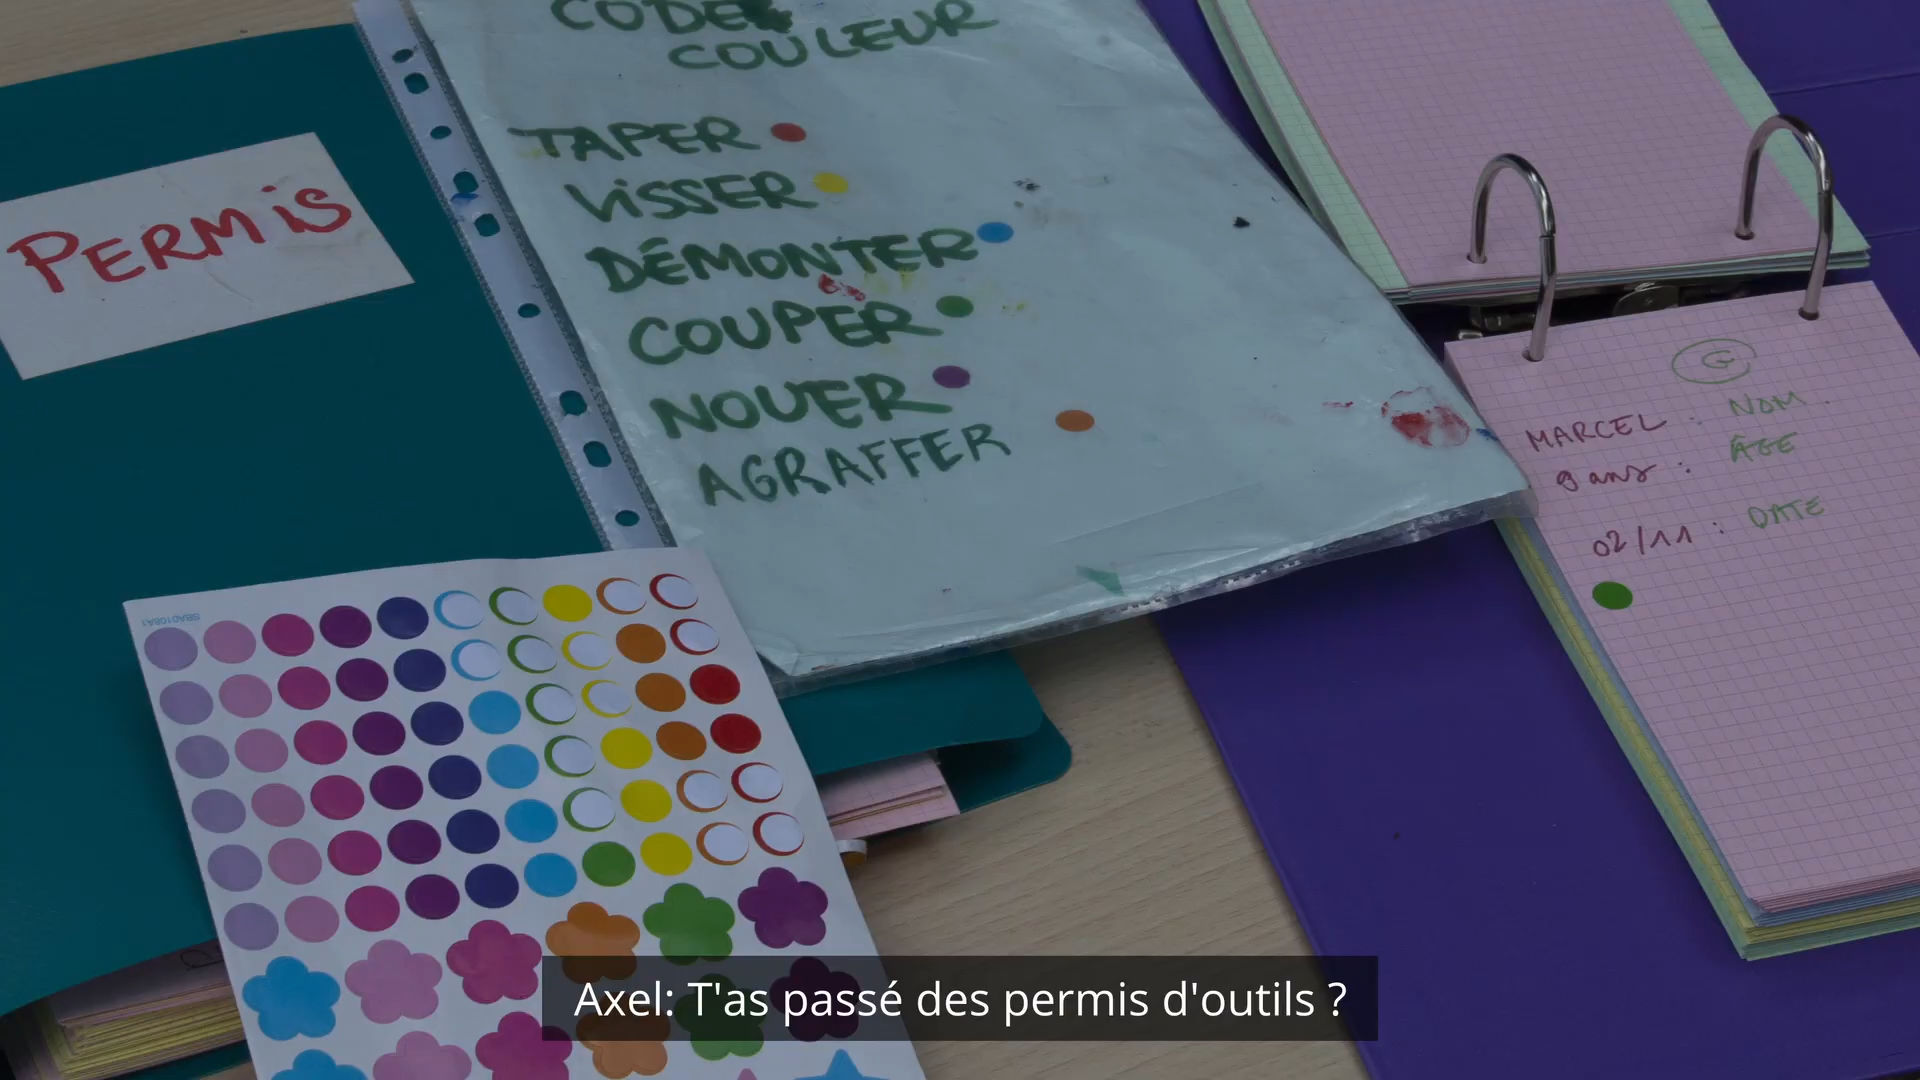 CODE
COULEUR
TAPER
VISSER
DÉMONTER
COUPER
NOUER
AGRAFFER
PERMIS
G
MARCEL : NOM.
9 ans : ÂGE
02/11 : DATE
SBA0108A1
Axel: T'as passé des permis d'outils ?